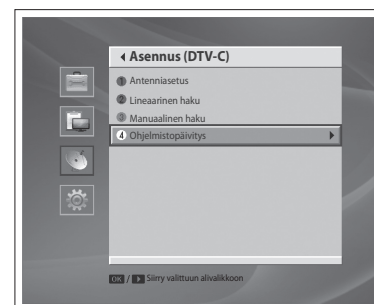 Asennus (DTV-C)
1 Antenniasetus
2 Lineaarinen haku
3 Manuaalinen haku
4 Ohjelmistopäivitys
OK / Siirry valittuun alivalikkoon